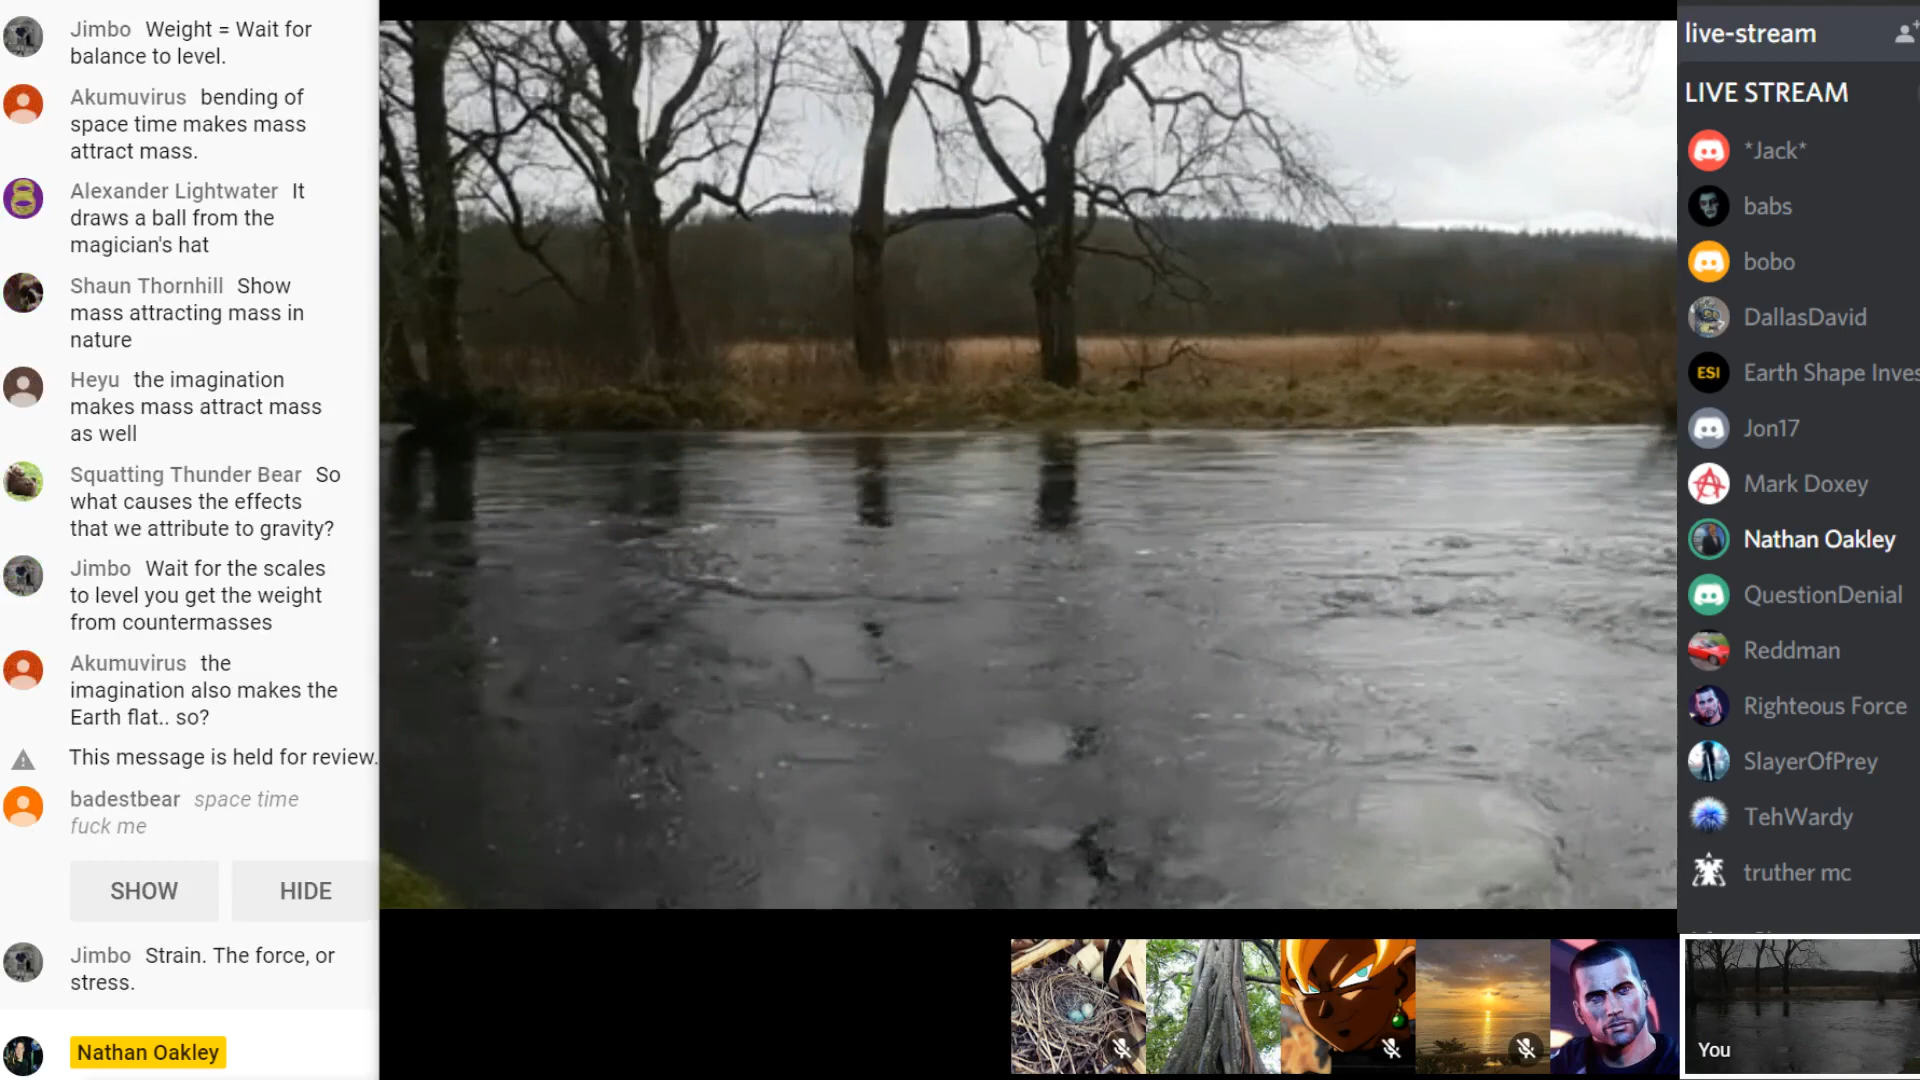 Jimbo Weight = Wait for
balance to level.
Akumuvirus bending of
space time makes mass
attract mass.
Alexander Lightwater It
draws a ball from the
magician's hat
Shaun Thornhill Show
mass attracting mass in
nature
Heyu the imagination
makes mass attract mass
as well
Squatting Thunder Bear So
what causes the effects
that we attribute to gravity?
Jimbo Wait for the scales
to level you get the weight
from countermasses
Akumuvirus the
imagination also makes the
Earth flat.. so?
This message is held for review.
badestbear space time
fuck me
SHOW HIDE
Jimbo Strain. The force, or
stress.
Nathan Oakley
You
live-stream
LIVE STREAM
*Jack*
babs
bobo
DallasDavid
ESI Earth Shape Inves
Jon17
Mark Doxey
Nathan Oakley
QuestionDenial
Reddman
Righteous Force
SlayerOfPrey
TehWardy
truther mc